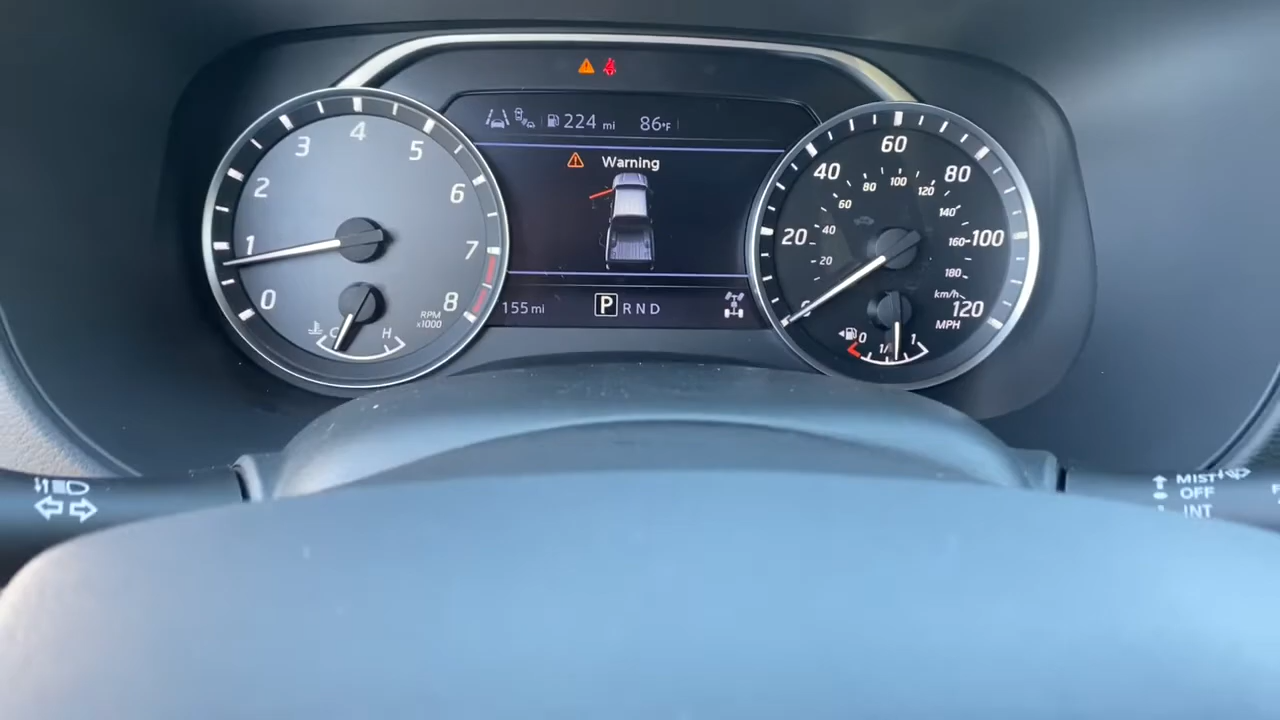 224 mi 86°F
Warning
155 mi P R N D
0 1 2 3 4 5 6 7 8
RPM
x1000
C H
0 20 40 60 80 100 120
20 40 60 80 100 120 140 160 180
km/h
MPH
0 1/ 1
MIST
OFF
INT